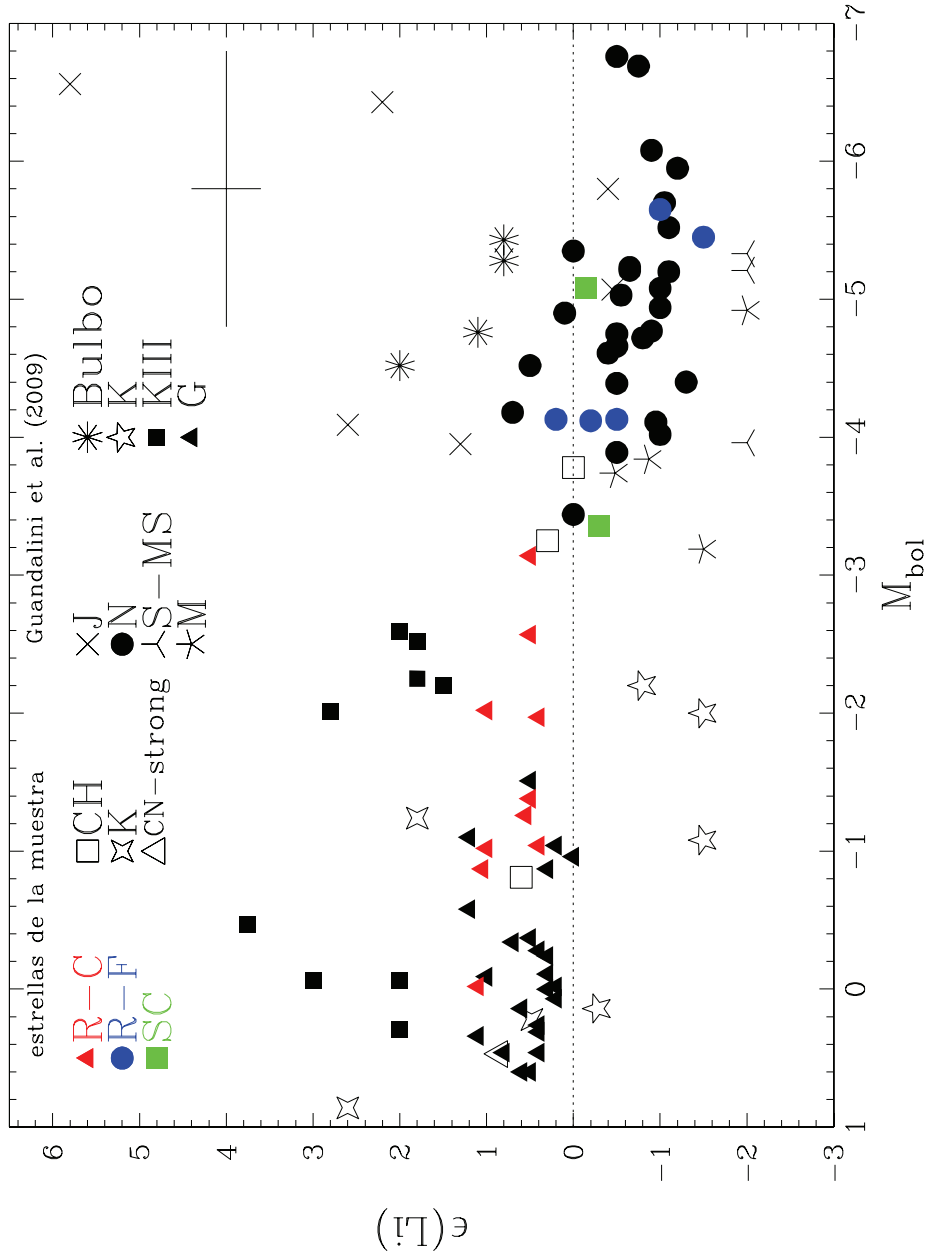 estrellas de la muestra
Guandalini et al. (2009)
R-C
CH
J
Bulbo
R-F
K
N
K
SC
CN-strong
S-MS
KIII
M
G
6
5
4
3
2
1
0
-1
-2
-3
ϵ(Li)
1
0
-1
-2
-3
-4
-5
-6
-7
M_bol